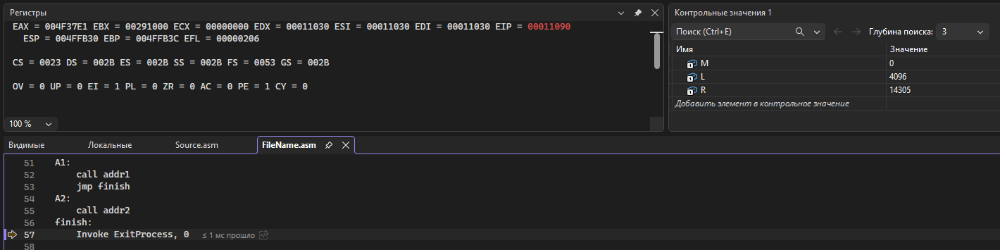 Регистры
EAX = 004F37E1 EBX = 00291000 ECX = 00000000 EDX = 00011030 ESI = 00011030 EDI = 00011030 EIP = 00011090
ESP = 004FFB30 EBP = 004FFB3C EFL = 00000206
CS = 0023 DS = 002B ES = 002B SS = 002B FS = 0053 GS = 002B
OV = 0 UP = 0 EI = 1 PL = 0 ZR = 0 AC = 0 PE = 1 CY = 0
100 %
Контрольные значения 1
Поиск (Ctrl+E) Глубина поиска: 3
Имя Значение
M 0
L 4096
R 14305
Добавить элемент в контрольное значение
Видимые Локальные Source.asm FileName.asm
51 A1:
52 call addr1
53 jmp finish
54 A2:
55 call addr2
56 finish:
57 Invoke ExitProcess, 0 ≤ 1 мс прошло
58